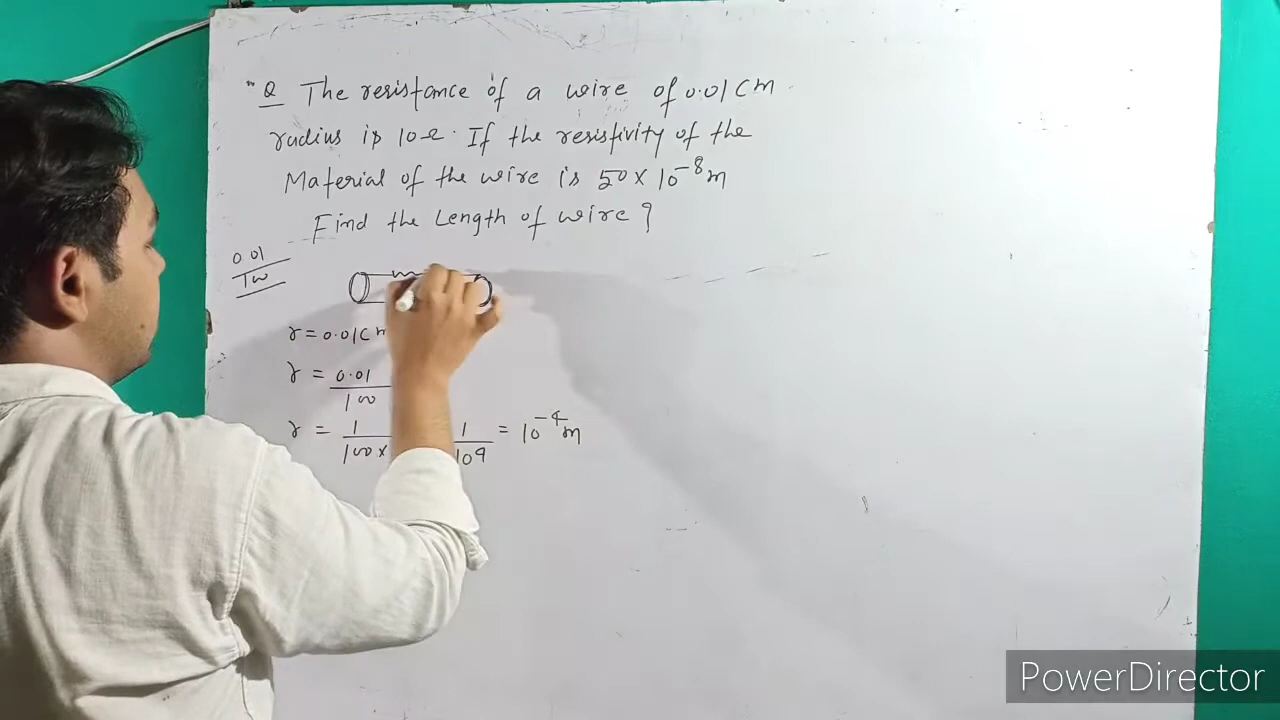 Q The resistance of a wire of 0.01 cm
radius is 10Ω. If the resistivity of the
Material of the wire is 50 × 10⁻⁸ m
Find the Length of wire ?
0.01
100
r = 0.01 cm
r = 0.01
100
r = 1 1 = 10⁻⁴ m
100 × 10⁴
PowerDirector